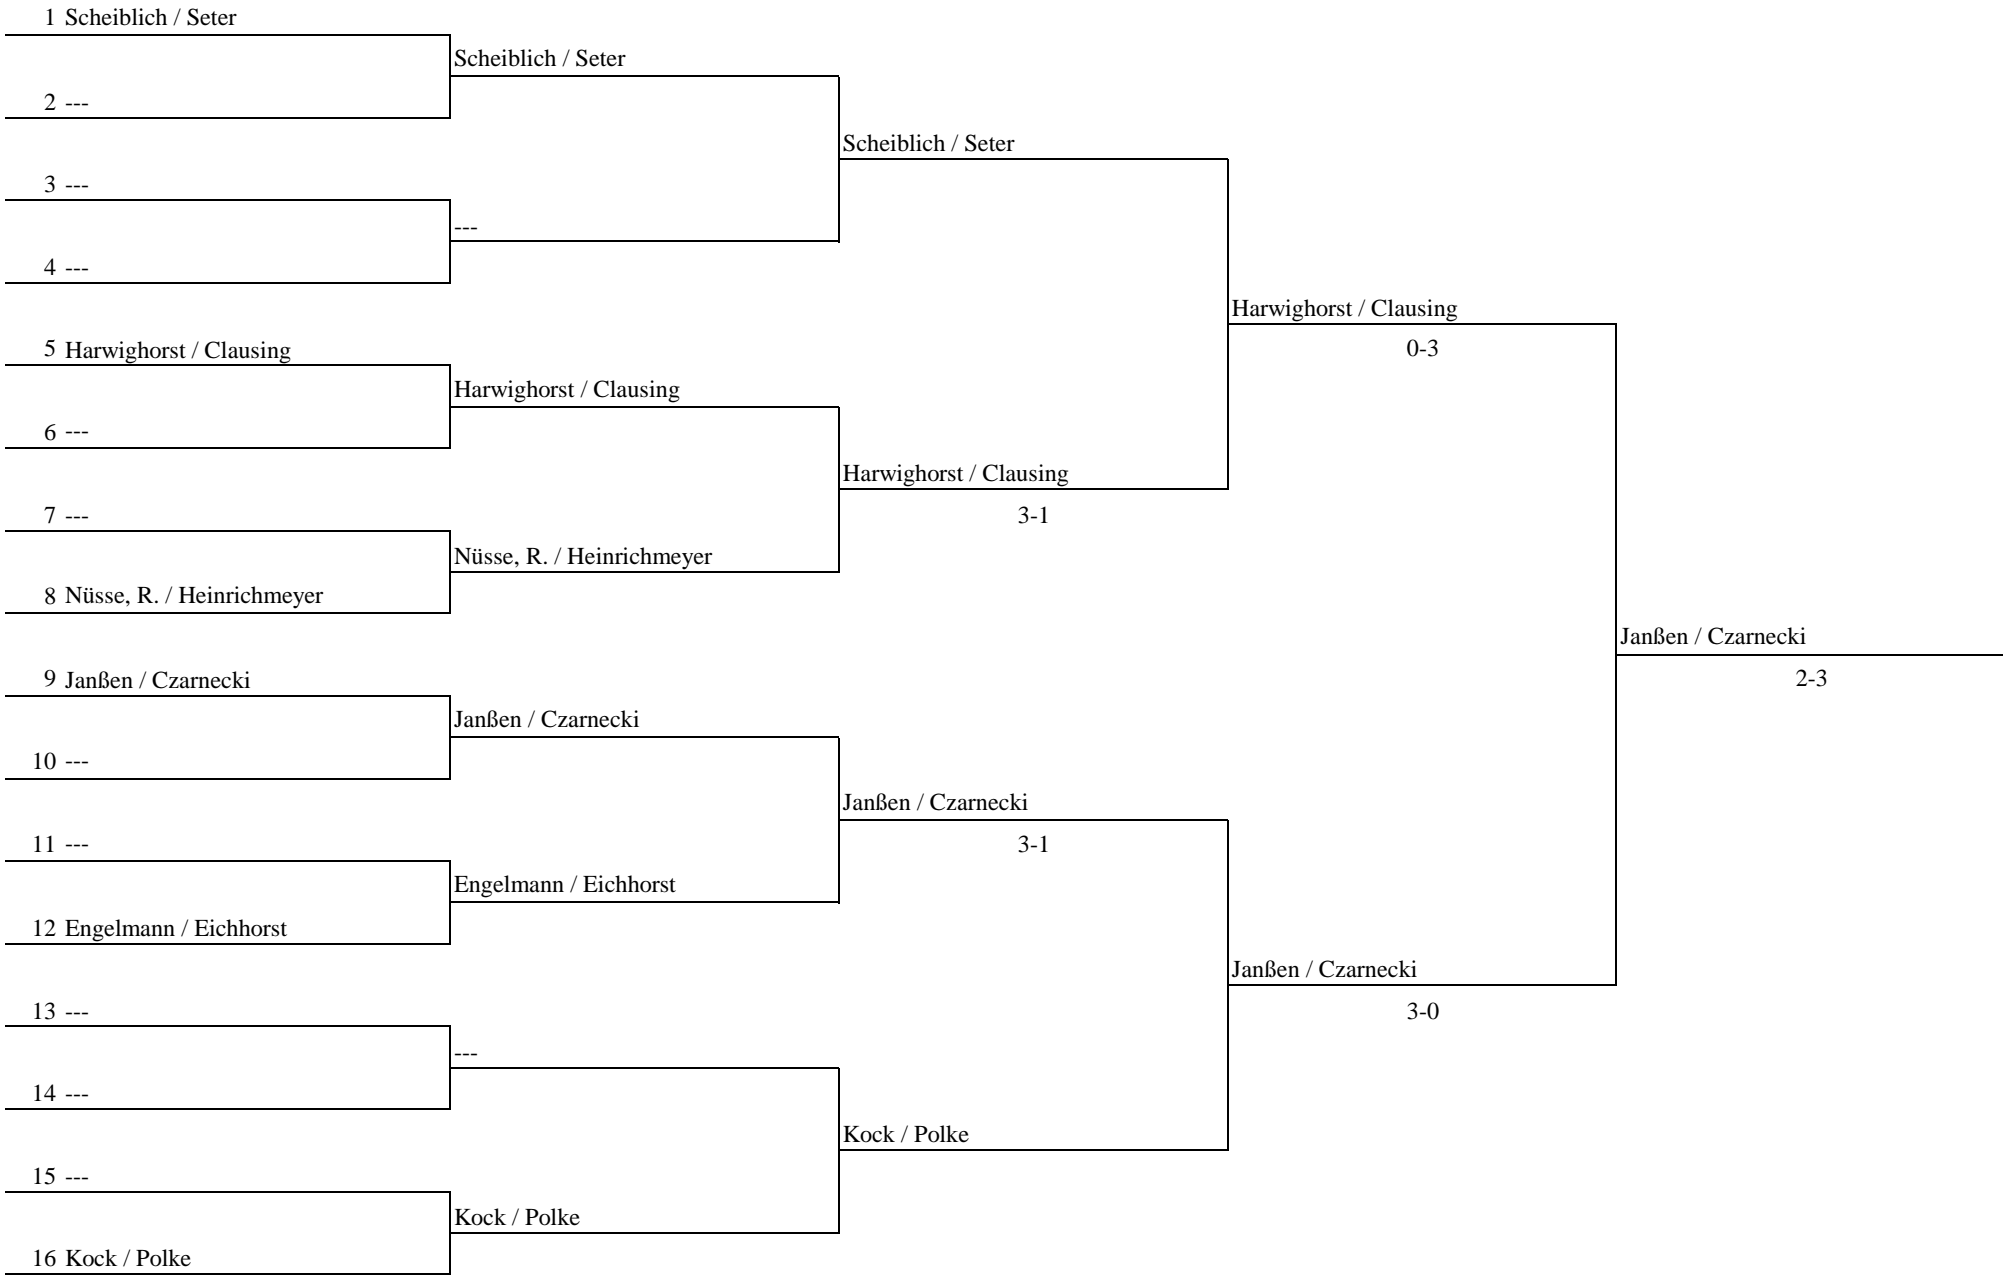 1 Scheiblich / Seter
Scheiblich / Seter
2 ---
Scheiblich / Seter
3 ---
---
4 ---
Harwighorst / Clausing
0-3
5 Harwighorst / Clausing
Harwighorst / Clausing
6 ---
Harwighorst / Clausing
3-1
7 ---
Nüsse, R. / Heinrichmeyer
8 Nüsse, R. / Heinrichmeyer
Janßen / Czarnecki
2-3
9 Janßen / Czarnecki
Janßen / Czarnecki
10 ---
Janßen / Czarnecki
3-1
11 ---
Engelmann / Eichhorst
12 Engelmann / Eichhorst
Janßen / Czarnecki
3-0
13 ---
---
14 ---
Kock / Polke
15 ---
Kock / Polke
16 Kock / Polke